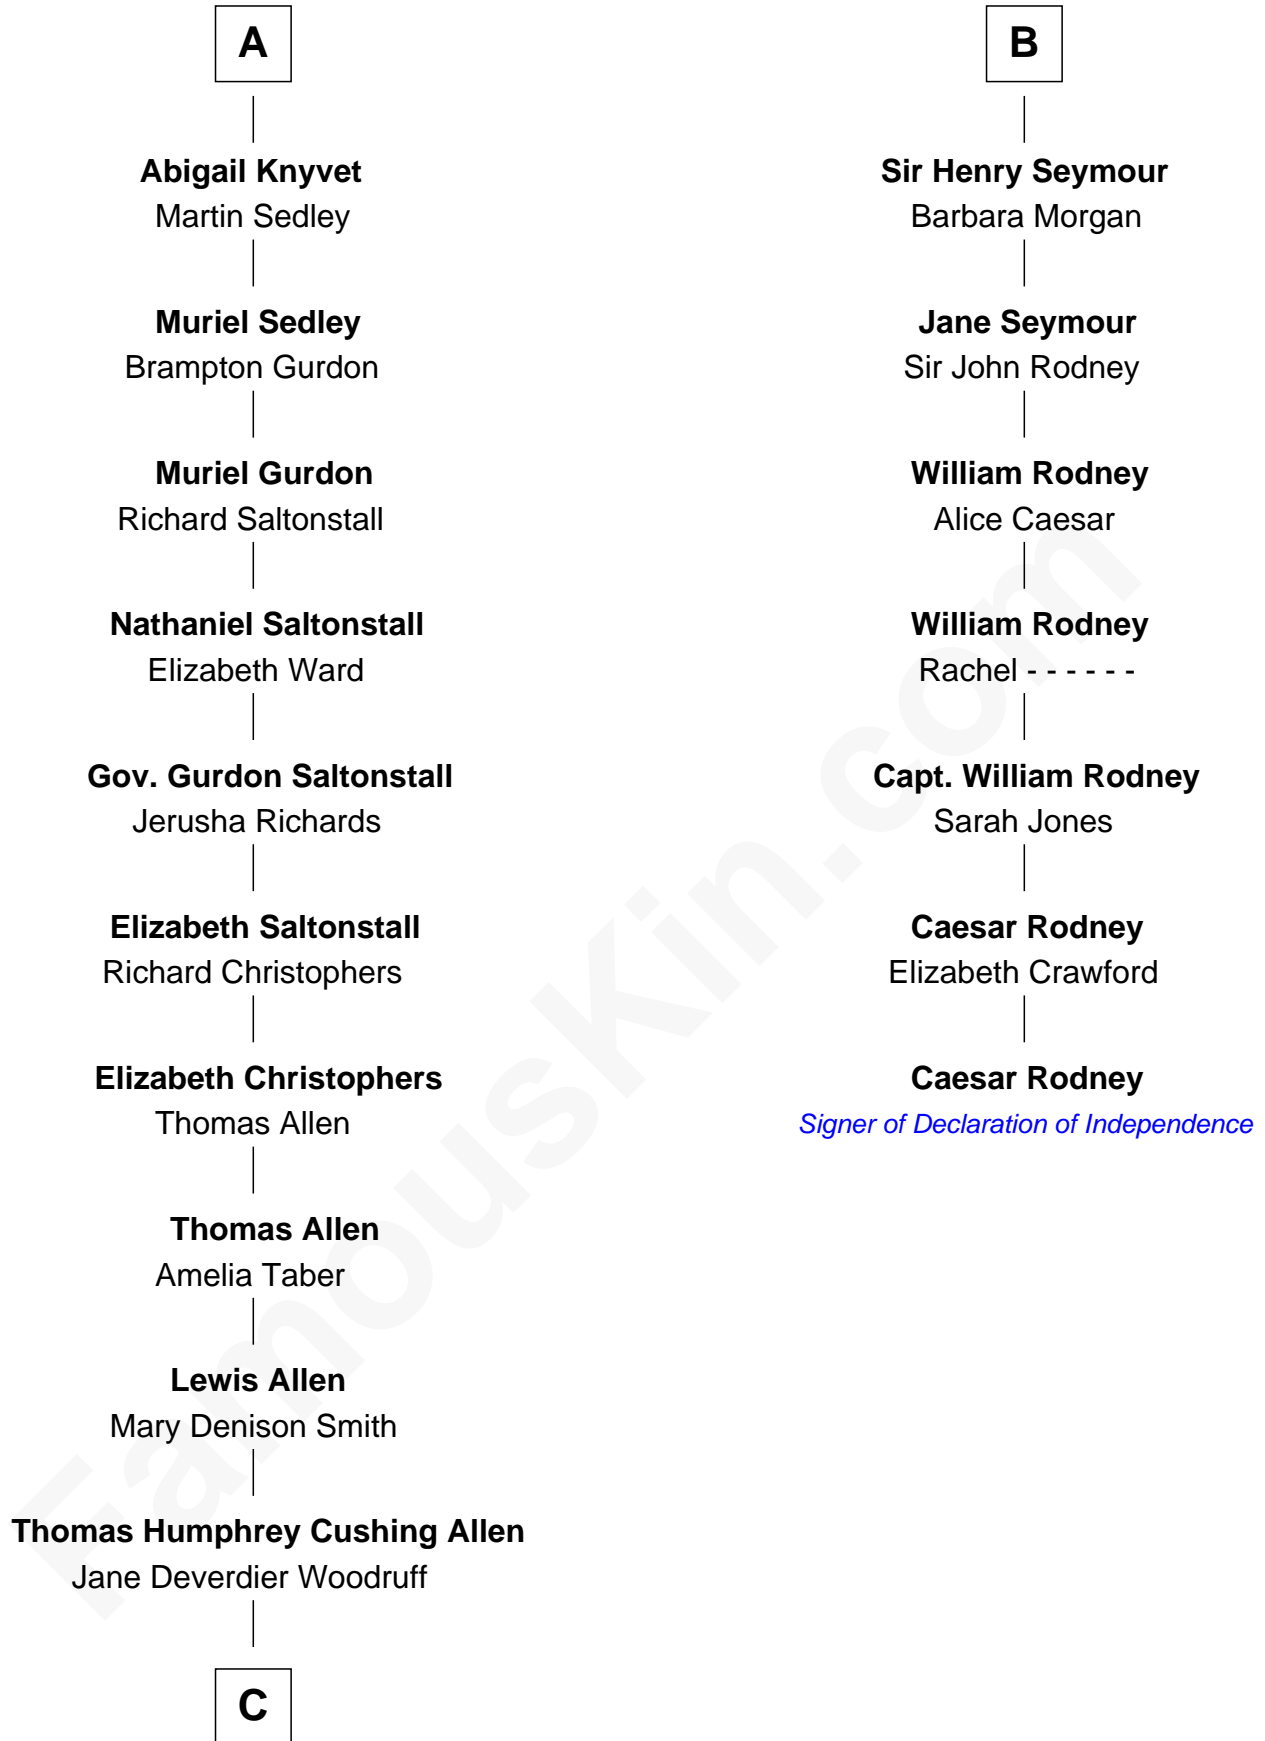 A
Abigail Knyvet
Martin Sedley
Muriel Sedley
Brampton Gurdon
Muriel Gurdon
Richard Saltonstall
Nathaniel Saltonstall
Elizabeth Ward
Gov. Gurdon Saltonstall
Jerusha Richards
Elizabeth Saltonstall
Richard Christophers
Elizabeth Christophers
Thomas Allen
Thomas Allen
Amelia Taber
Lewis Allen
Mary Denison Smith
Thomas Humphrey Cushing Allen
Jane Deverdier Woodruff
C
B
Sir Henry Seymour
Barbara Morgan
Jane Seymour
Sir John Rodney
William Rodney
Alice Caesar
William Rodney
Rachel - - - - - -
Capt. William Rodney
Sarah Jones
Caesar Rodney
Elizabeth Crawford
Caesar Rodney
Signer of Declaration of Independence
FamousKin.com